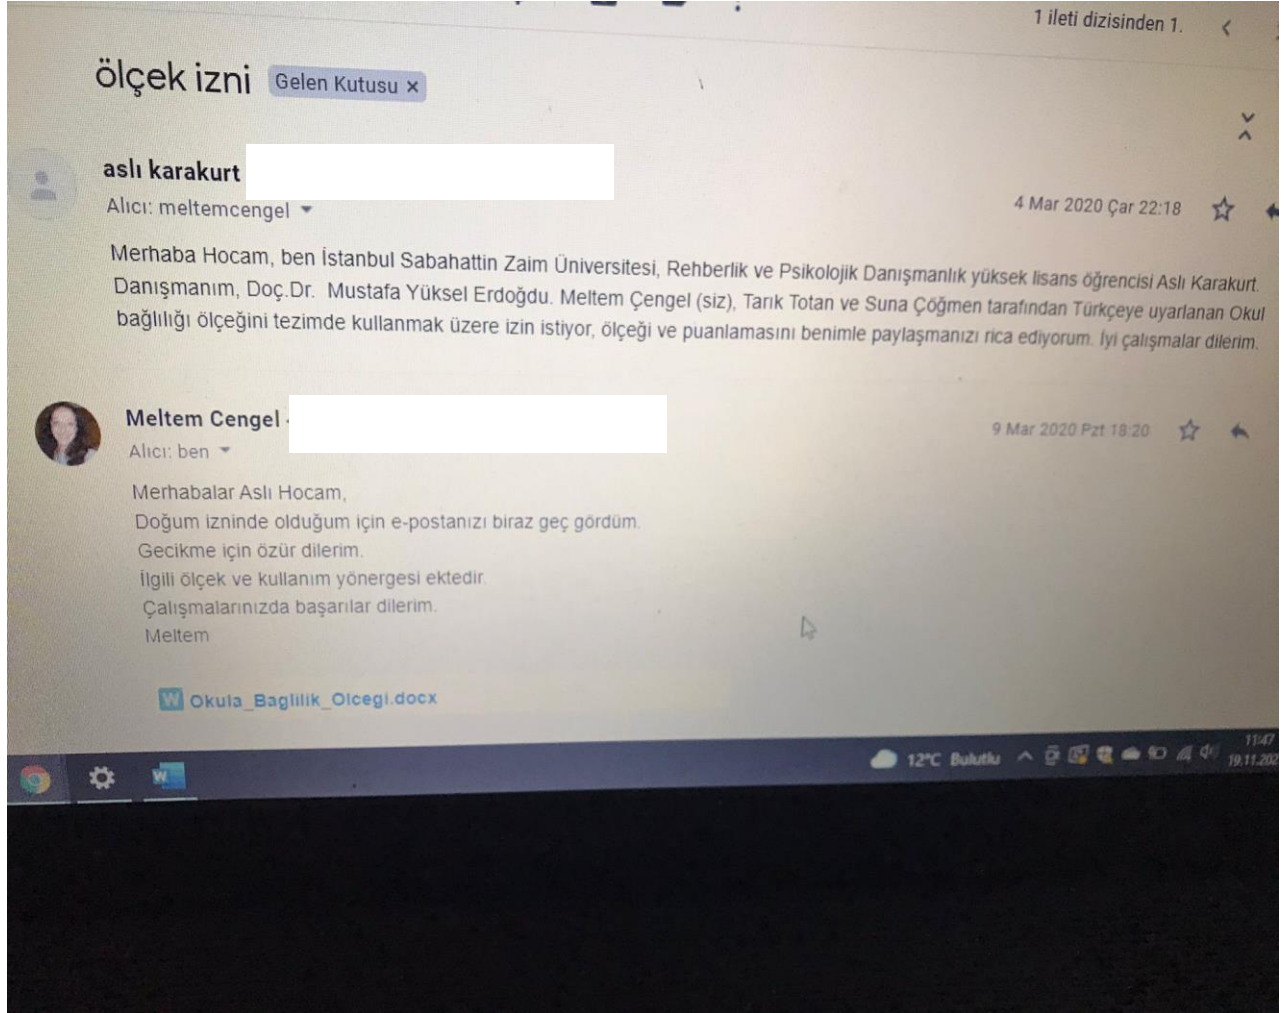 1 ileti dizisinden 1.
ölçek izni Gelen Kutusu ×
aslı karakurt
Alıcı: meltemcengel
4 Mar 2020 Çar 22:18
Merhaba Hocam, ben İstanbul Sabahattin Zaim Üniversitesi, Rehberlik ve Psikolojik Danışmanlık yüksek lisans öğrencisi Aslı Karakurt.
Danışmanım, Doç.Dr. Mustafa Yüksel Erdoğdu. Meltem Çengel (siz), Tarık Totan ve Suna Çöğmen tarafından Türkçeye uyarlanan Okul
bağlılığı ölçeğini tezimde kullanmak üzere izin istiyor, ölçeği ve puanlamasını benimle paylaşmanızı rica ediyorum. İyi çalışmalar dilerim.
Meltem Cengel
Alıcı: ben
9 Mar 2020 Pzt 18:20
Merhabalar Aslı Hocam,
Doğum izninde olduğum için e-postanızı biraz geç gördüm.
Gecikme için özür dilerim.
İlgili ölçek ve kullanım yönergesi ektedir.
Çalışmalarınızda başarılar dilerim.
Meltem
W Okula_Baglilik_Olcegi.docx
12°C Bulutlu
11:47
19.11.202